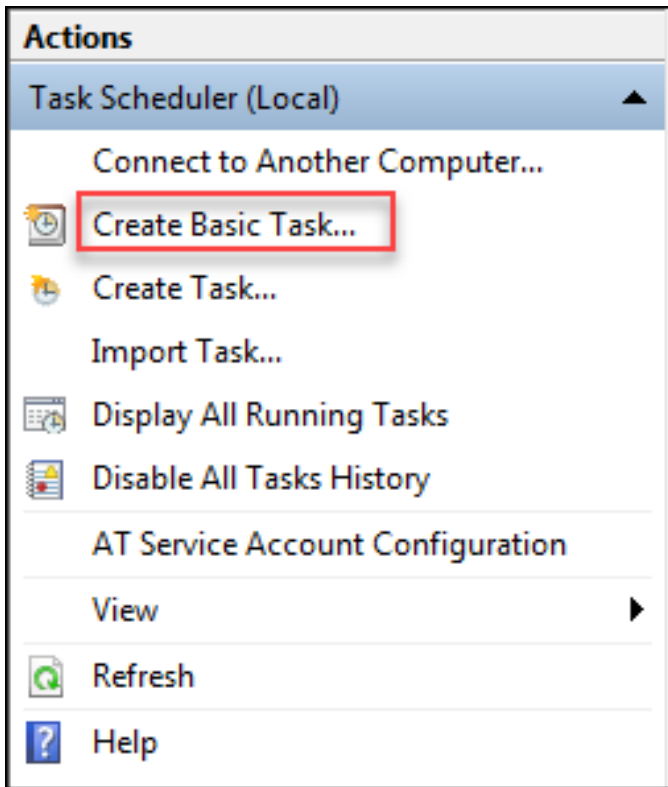 Actions
Task Scheduler (Local)
Connect to Another Computer...
Create Basic Task...
Create Task...
Import Task...
Display All Running Tasks
Disable All Tasks History
AT Service Account Configuration
View
Refresh
Help